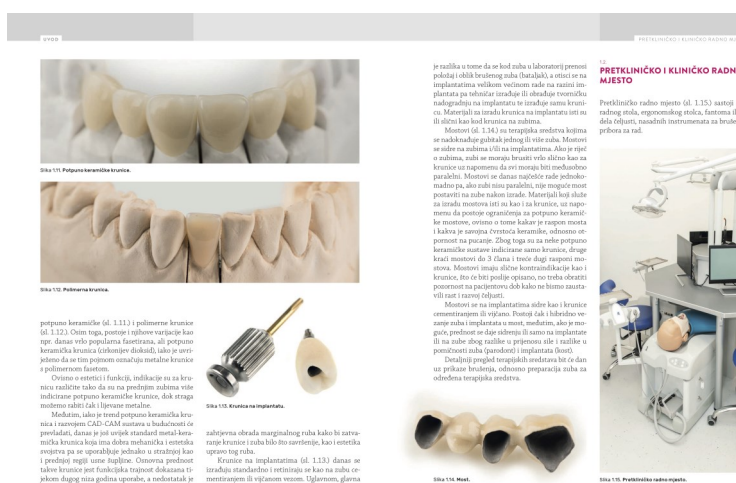 UVOD
Slika 1.11. Potpuno keramičke krunice.
Slika 1.12. Polimerna krunica.
potpuno keramičke (sl. 1.11.) i polimerne krunice
(sl. 1.12.). Osim toga, postoje i njihove varijacije kao
npr. danas vrlo popularna fasetirana, ali potpuno
keramička krunica (cirkonijev dioksid), iako je uvri-
ježeno da se tim pojmom označuju metalne krunice
s polimernom fasetom.
Ovisno o estetici i funkciji, indikacije su za kru-
nicu različite tako da su na prednjim zubima više
indicirane potpuno keramičke krunice, dok straga
možemo rabiti čak i lijevane metalne.
Međutim, iako je trend potpuno keramička kru-
nica i razvojem CAD-CAM sustava u budućnosti će
prevladati, danas je još uvijek standard metal-kera-
mička krunica koja ima dobra mehanička i estetska
svojstva pa se uporabljuje jednako u stražnjoj kao
i prednjoj regiji usne šupljine. Osnovna prednost
takve krunice jest funkcijska trajnost dokazana ti-
jekom dugog niza godina uporabe, a nedostatak je
Slika 1.13. Krunica na implantatu.
zahtjevna obrada marginalnog ruba kako bi zatva-
ranje krunice i zuba bilo što savršenije, kao i estetika
upravo tog ruba.
Krunice na implantatima (sl. 1.13.) danas se
izrađuju standardno i retiniraju se kao na zubu ce-
mentiranjem ili vijčanom vezom. Uglavnom, glavna
je razlika u tome da se kod zuba u laboratorij prenosi
položaj i oblik brušenog zuba (bataljak), a otisci se na
implantatima velikom većinom rade na razini im-
plantata pa tehničar izrađuje ili obrađuje tvorničku
nadogradnju na implantatu te izrađuje samu kruni-
cu. Materijali za izradu krunica na implantatu isti su
ili slični kao kod krunica na zubima.
Mostovi (sl. 1.14.) su terapijska sredstva kojima
se nadoknađuje gubitak jednog ili više zuba. Mostovi
se sidre na zubima i/ili na implantatima. Ako je riječ
o zubima, zubi se moraju brusiti vrlo slično kao za
krunice uz napomenu da svi moraju biti međusobno
paralelni. Mostovi se danas najčešće rade jednoko-
madno pa, ako zubi nisu paralelni, nije moguće most
postaviti na zube nakon izrade. Materijali koji služe
za izradu mostova isti su kao i za krunice, uz napo-
menu da postoje ograničenja za potpuno keramič-
ke mostove, ovisno o tome kakav je raspon mosta
i kakva je savojna čvrstoća keramike, odnosno ot-
pornost na pucanje. Zbog toga su za neke potpuno
keramičke sustave indicirane samo krunice, druge
kraći mostovi do 3 člana i treće dugi rasponi mo-
stova. Mostovi imaju slične kontraindikacije kao i
krunice, što će biti poslije opisano, no treba obratiti
pozornost na pacijentovu dob kako ne bismo zausta-
vili rast i razvoj čeljusti.
Mostovi se na implantatima sidre kao i krunice
cementiranjem ili vijčano. Postoji čak i hibridno ve-
zanje zuba i implantata u most, međutim, ako je mo-
guće, prednost se daje sidrenju ili samo na implantate
ili na zube zbog razlike u prijenosu sile i razlike u
pomičnosti zuba (parodont) i implantata (kost).
Detaljniji pregled terapijskih sredstava bit će dan
uz prikaze brušenja, odnosno preparacija zuba za
određena terapijska sredstva.
Slika 1.14. Most.
PRETKLINIČKO I KLINIČKO RADNO MJ
1.2.
PRETKLINIČKO I KLINIČKO RADN
MJESTO
Pretkliničko radno mjesto (sl. 1.15.) sastoji
radnog stola, ergonomskog stolca, fantoma il
dela čeljusti, nasadnih instrumenata za bruše
pribora za rad.
Slika 1.15. Pretkliničko radno mjesto.